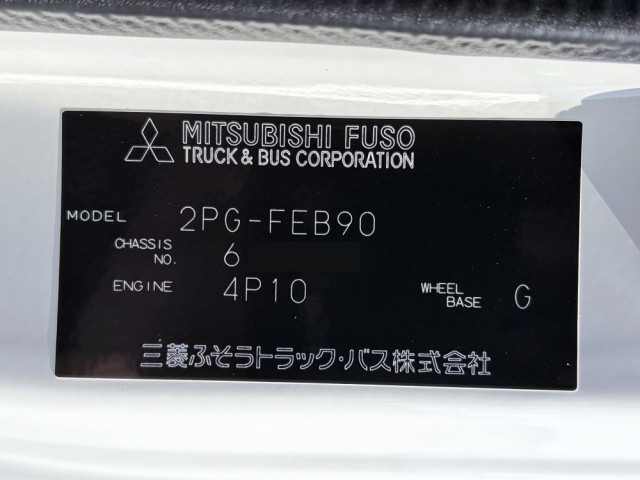 MITSUBISHI FUSO
TRUCK & BUS CORPORATION
MODEL 2PG-FEB90
CHASSIS NO. 6
ENGINE 4P10 WHEEL BASE G
三菱ふそうトラック・バス株式会社